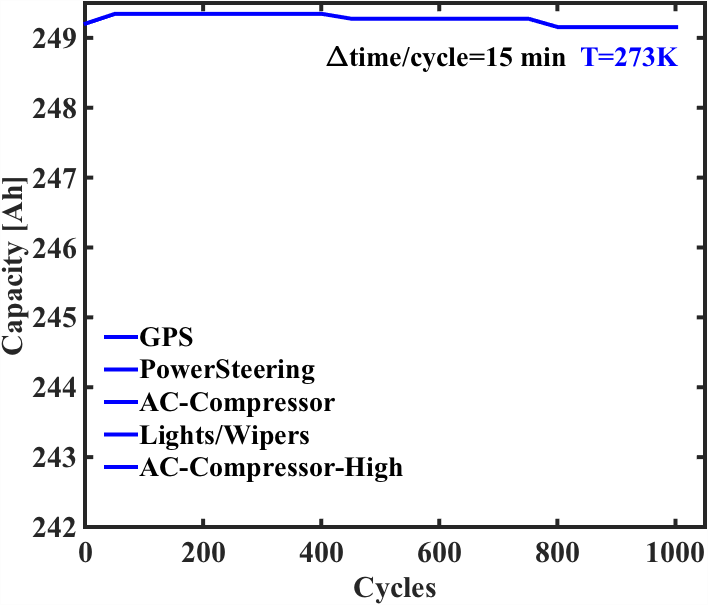 249
248
247
246
245
244
243
242
Capacity [Ah]
Δtime/cycle=15 min T=273K
GPS
PowerSteering
AC-Compressor
Lights/Wipers
AC-Compressor-High
0 200 400 600 800 1000
Cycles